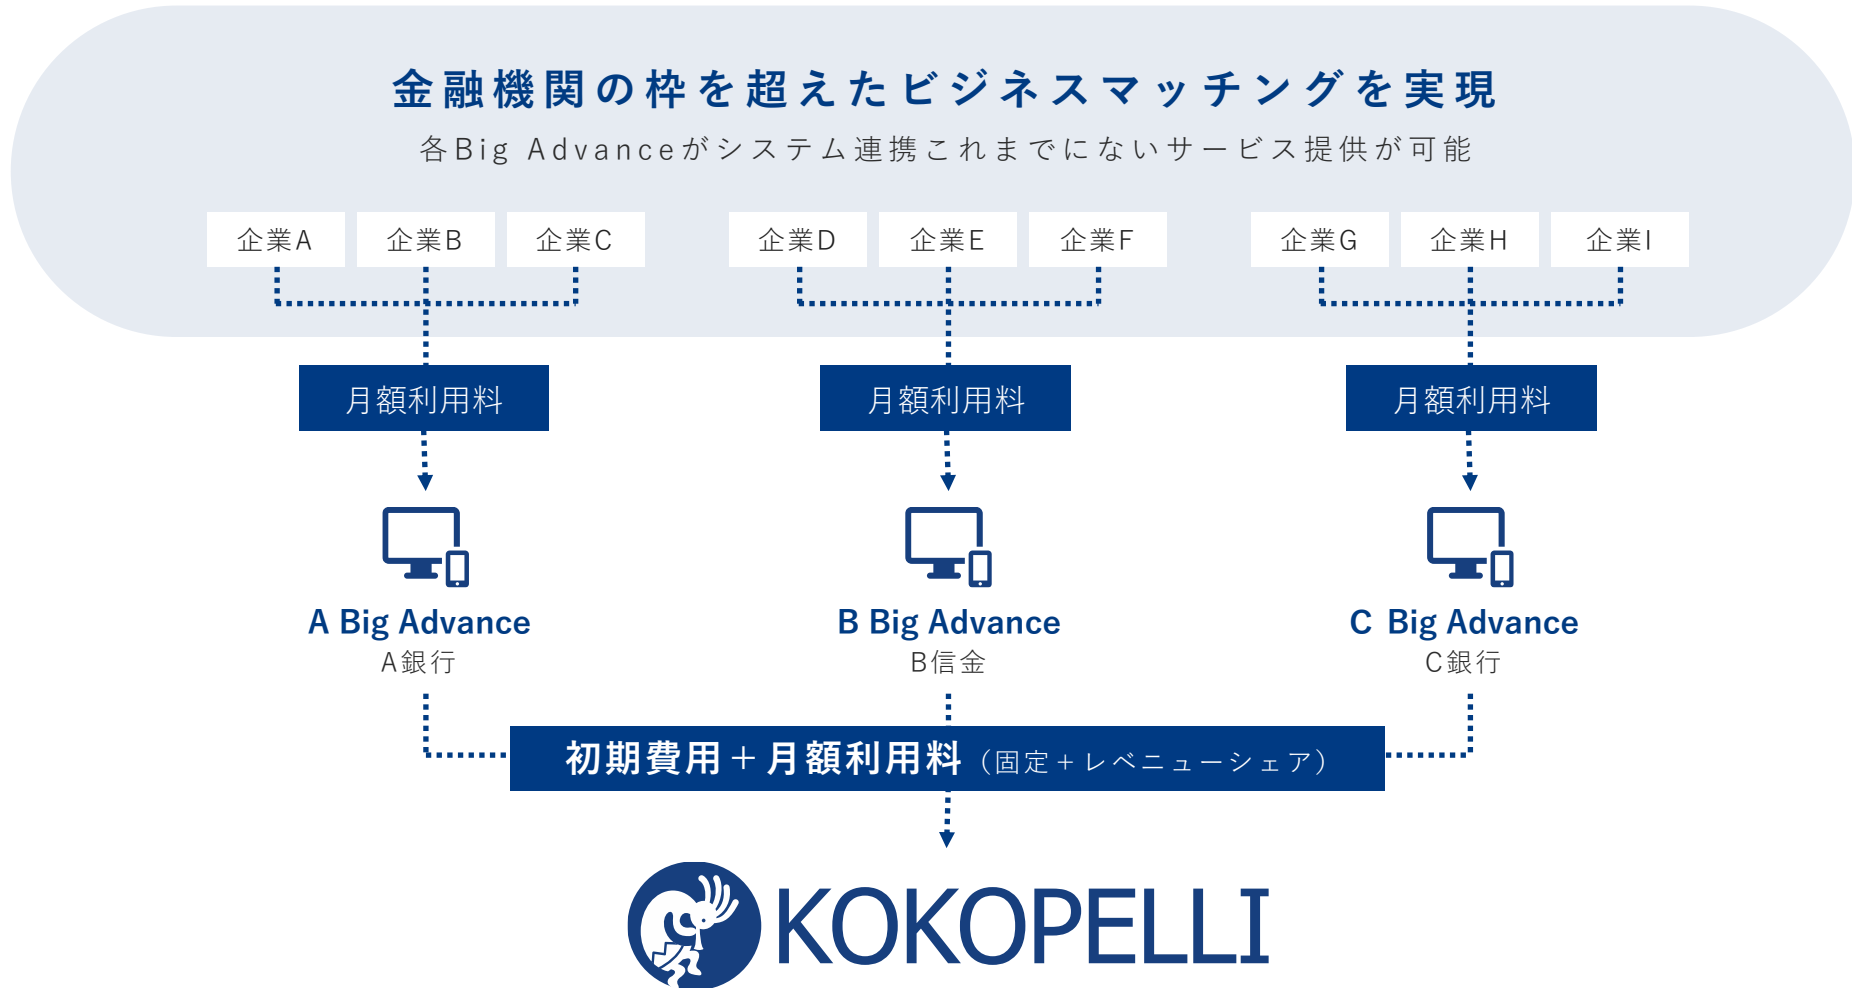 金融機関の枠を超えたビジネスマッチングを実現
各Big Advanceがシステム連携これまでにないサービス提供が可能
企業A 企業B 企業C 企業D 企業E 企業F 企業G 企業H 企業I
月額利用料 月額利用料 月額利用料
A Big Advance B Big Advance C Big Advance
A銀行 B信金 C銀行
初期費用+月額利用料(固定+レベニューシェア)
KOKOPELLI